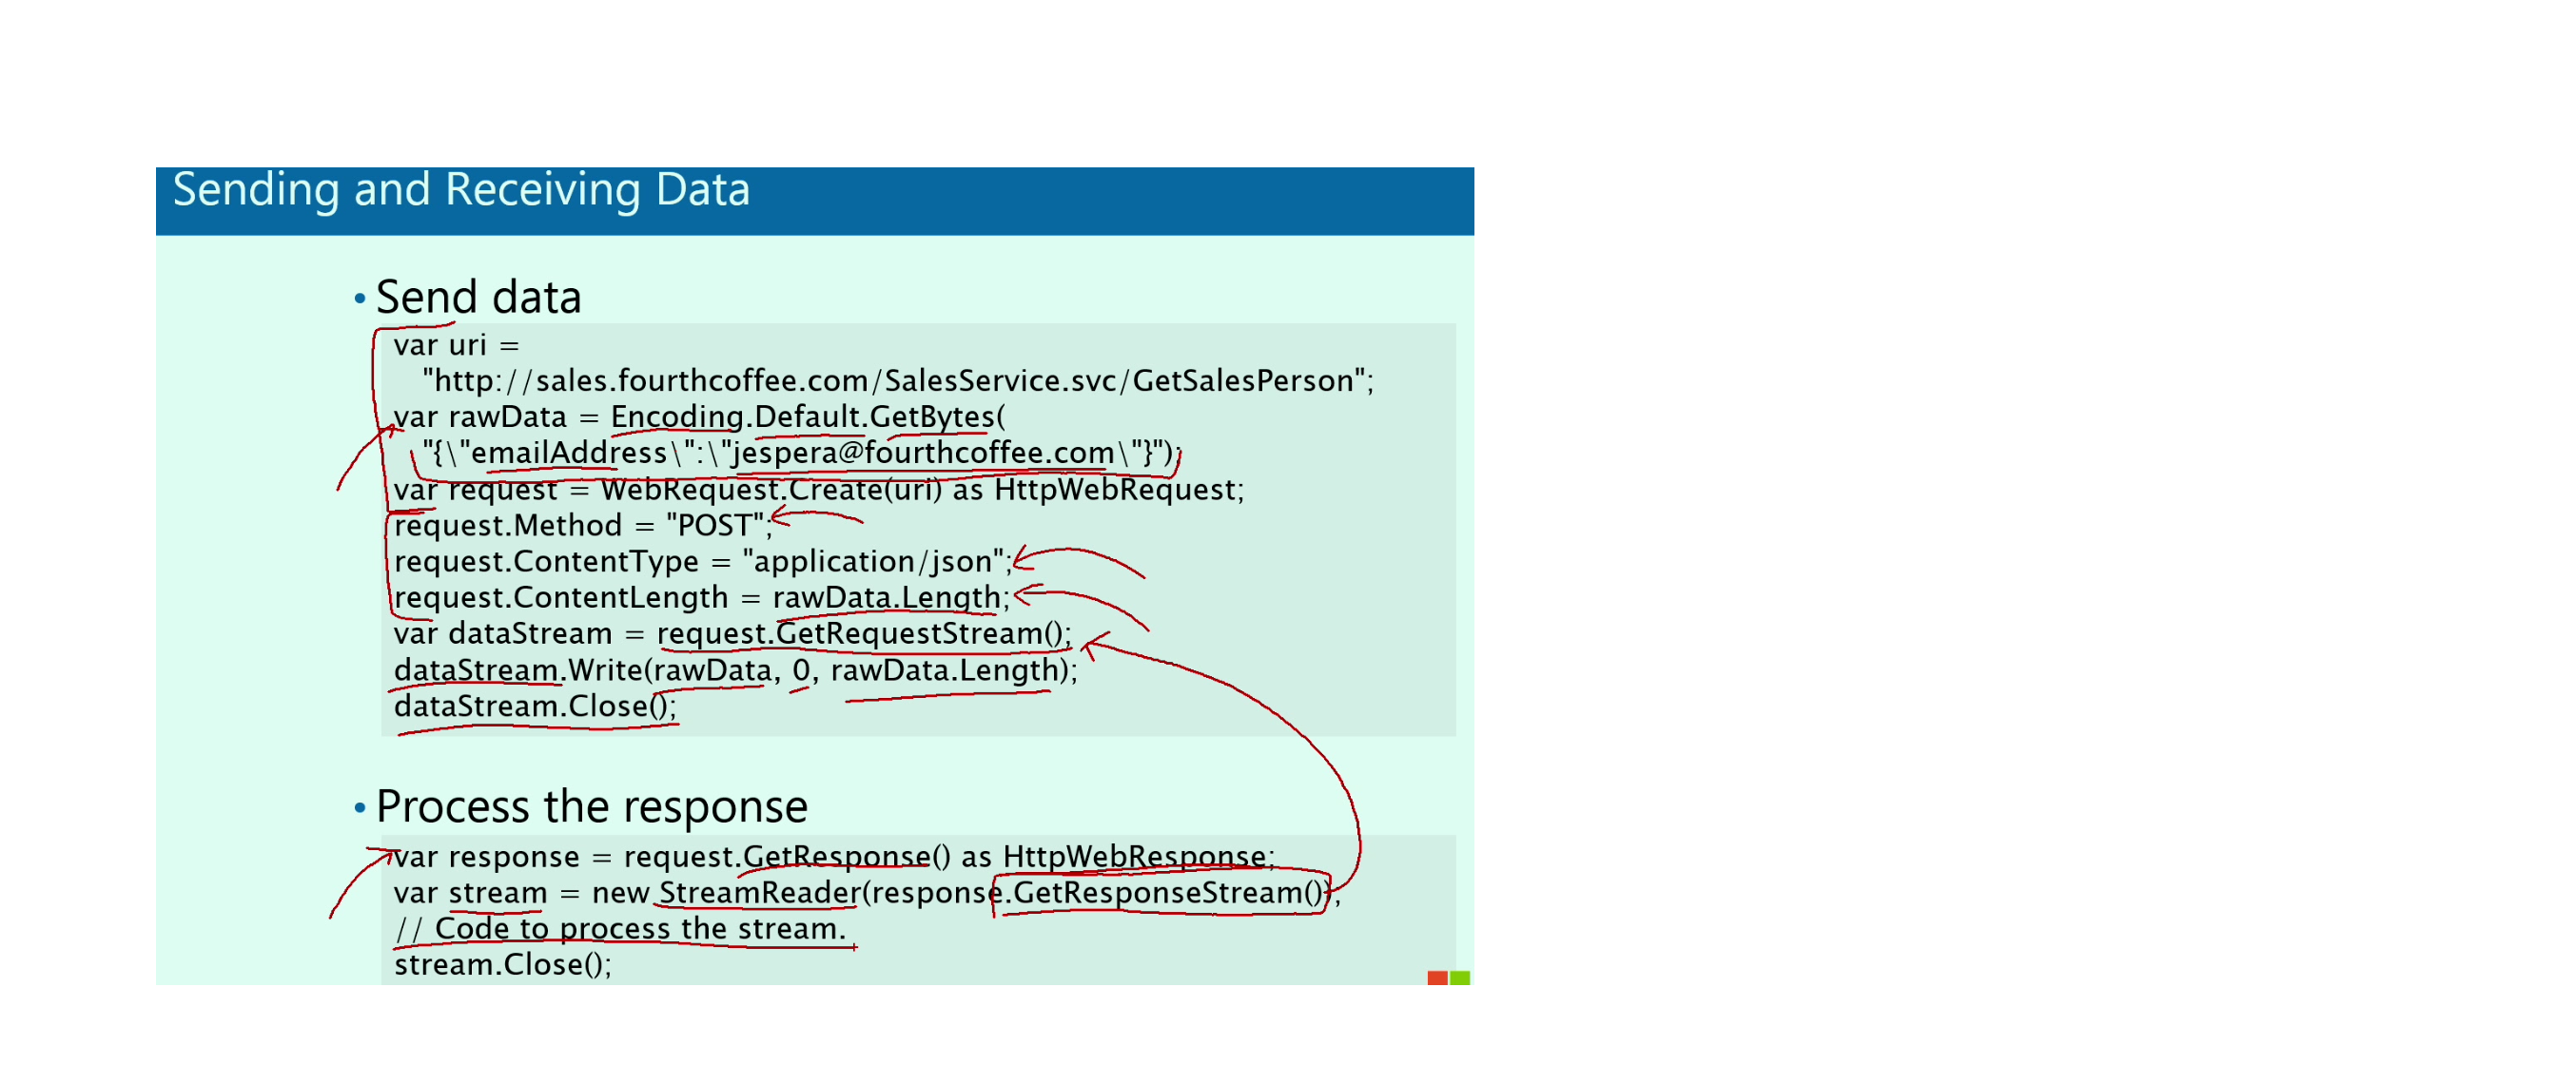 Sending and Receiving Data
• Send data
var uri =
"http://sales.fourthcoffee.com/SalesService.svc/GetSalesPerson";
var rawData = Encoding.Default.GetBytes(
"{\"emailAddress\":\"jespera@fourthcoffee.com\"}");
var request = WebRequest.Create(uri) as HttpWebRequest;
request.Method = "POST";
request.ContentType = "application/json";
request.ContentLength = rawData.Length;
var dataStream = request.GetRequestStream();
dataStream.Write(rawData, 0, rawData.Length);
dataStream.Close();
• Process the response
var response = request.GetResponse() as HttpWebResponse;
var stream = new StreamReader(response.GetResponseStream());
// Code to process the stream.
stream.Close();